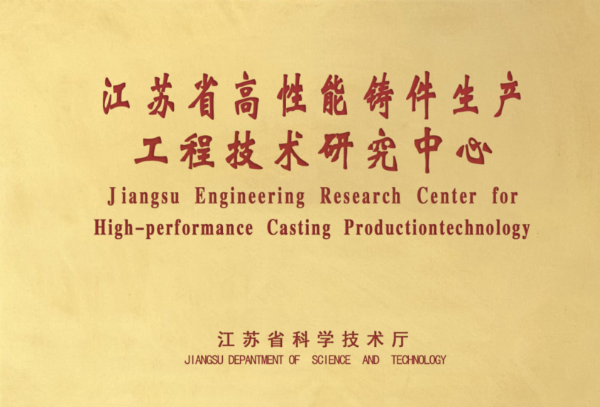 江苏省高性能铸件生产
工程技术研究中心
Jiangsu Engineering Research Center for
High-performance Casting Productiontechnology
江苏省科学技术厅
JIANGSU DEPANTMENT OF SCIENCE AND TECHNOLOGY